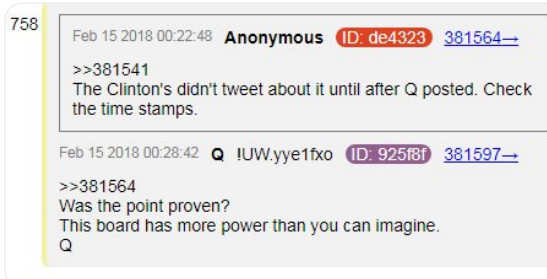 758
Feb 15 2018 00:22:48 Anonymous ID: de4323 381564→
>>381541
The Clinton's didn't tweet about it until after Q posted. Check
the time stamps.
Feb 15 2018 00:28:42 Q !UW.yye1fxo ID: 925f8f 381597→
>>381564
Was the point proven?
This board has more power than you can imagine.
Q